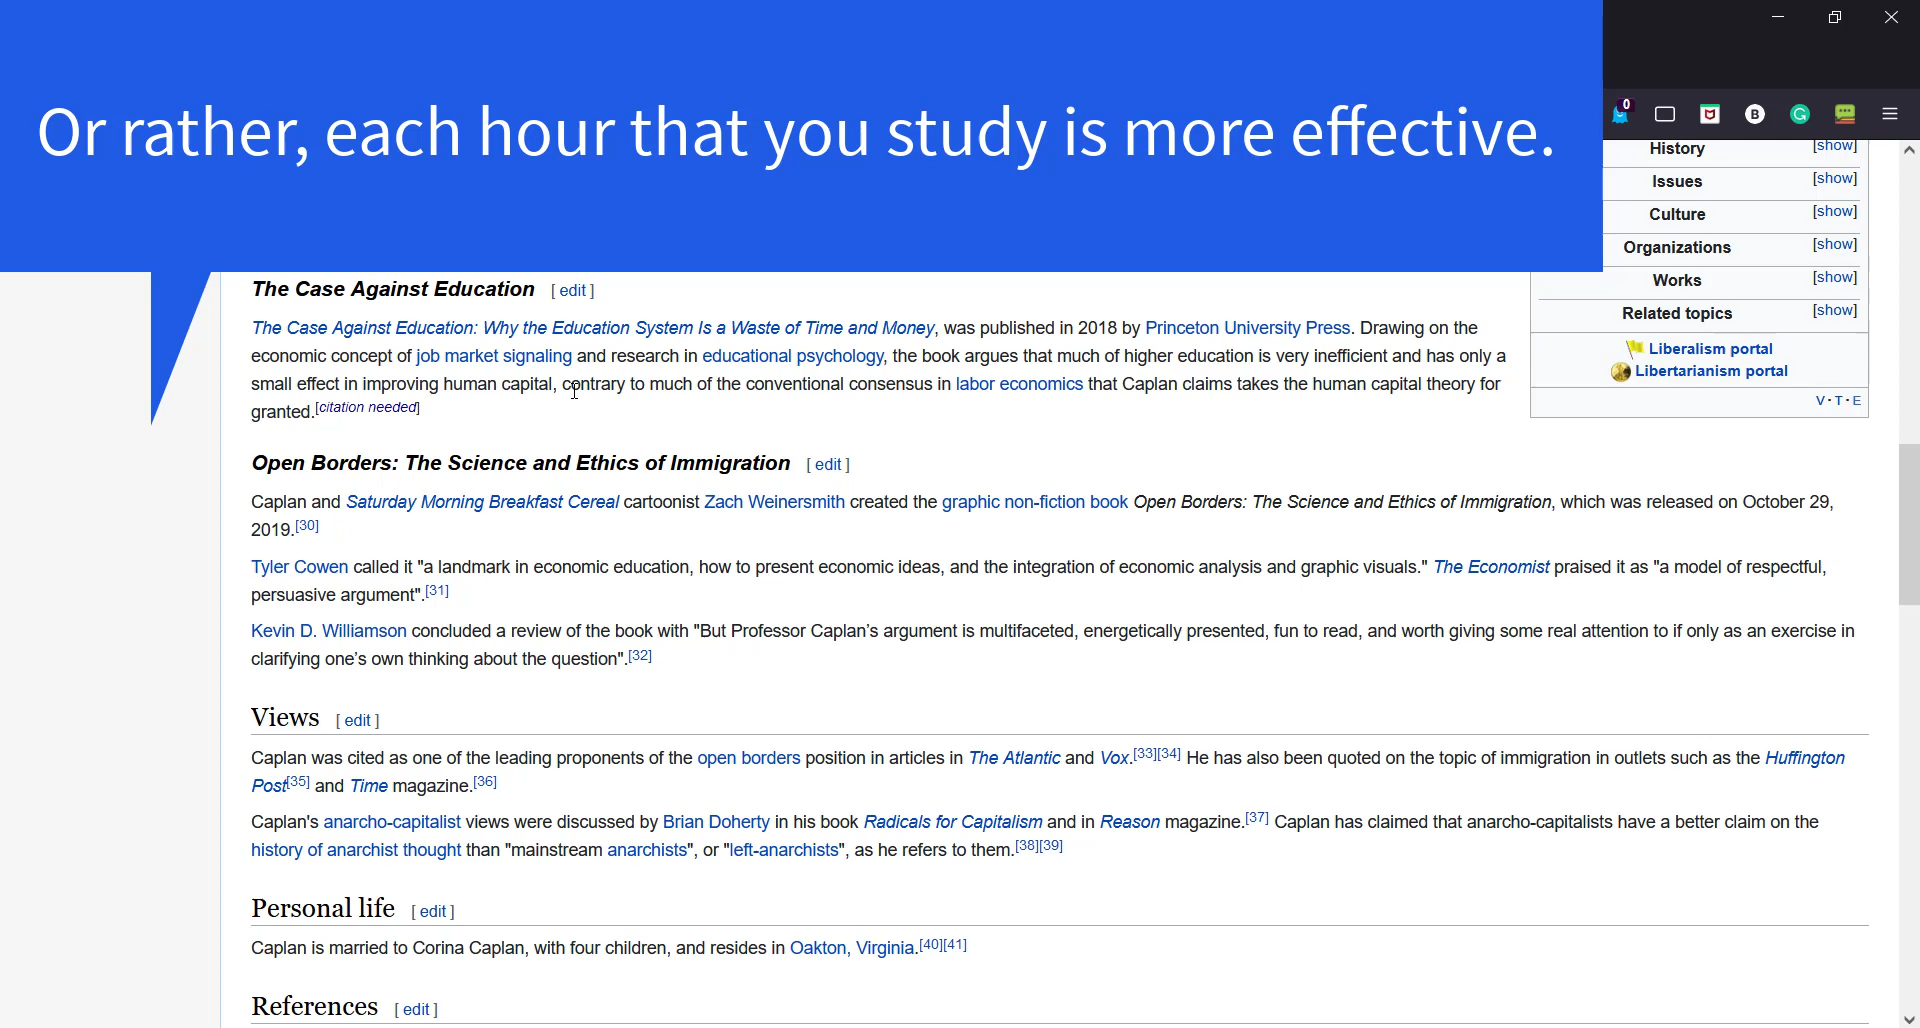 Or rather, each hour that you study is more effective.
0
B
G
History [show]
Issues [show]
Culture [show]
Organizations [show]
Works [show]
Related topics [show]
Liberalism portal
Libertarianism portal
V · T · E
The Case Against Education [ edit ]
The Case Against Education: Why the Education System Is a Waste of Time and Money, was published in 2018 by Princeton University Press. Drawing on the
economic concept of job market signaling and research in educational psychology, the book argues that much of higher education is very inefficient and has only a
small effect in improving human capital, contrary to much of the conventional consensus in labor economics that Caplan claims takes the human capital theory for
granted.[citation needed]
Open Borders: The Science and Ethics of Immigration [ edit ]
Caplan and Saturday Morning Breakfast Cereal cartoonist Zach Weinersmith created the graphic non-fiction book Open Borders: The Science and Ethics of Immigration, which was released on October 29,
2019.[30]
Tyler Cowen called it "a landmark in economic education, how to present economic ideas, and the integration of economic analysis and graphic visuals." The Economist praised it as "a model of respectful,
persuasive argument".[31]
Kevin D. Williamson concluded a review of the book with "But Professor Caplan's argument is multifaceted, energetically presented, fun to read, and worth giving some real attention to if only as an exercise in
clarifying one's own thinking about the question".[32]
Views [ edit ]
Caplan was cited as one of the leading proponents of the open borders position in articles in The Atlantic and Vox.[33][34] He has also been quoted on the topic of immigration in outlets such as the Huffington
Post[35] and Time magazine.[36]
Caplan's anarcho-capitalist views were discussed by Brian Doherty in his book Radicals for Capitalism and in Reason magazine.[37] Caplan has claimed that anarcho-capitalists have a better claim on the
history of anarchist thought than "mainstream anarchists", or "left-anarchists", as he refers to them.[38][39]
Personal life [ edit ]
Caplan is married to Corina Caplan, with four children, and resides in Oakton, Virginia.[40][41]
References [ edit ]